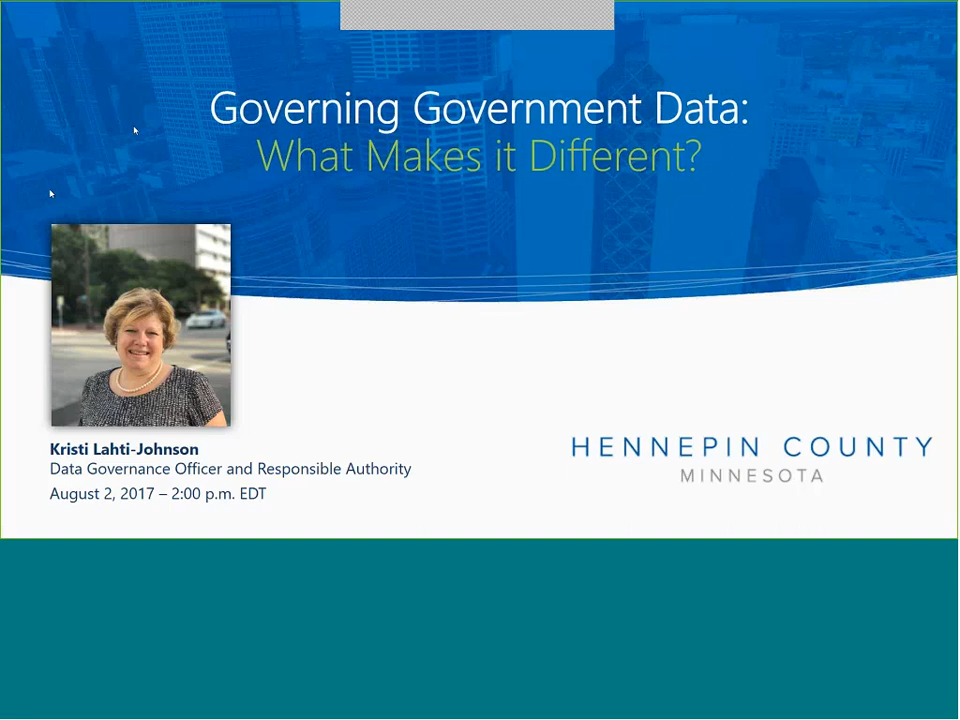 Governing Government Data:
What Makes it Different?
Kristi Lahti-Johnson
Data Governance Officer and Responsible Authority
August 2, 2017 – 2:00 p.m. EDT
HENNEPIN COUNTY
MINNESOTA